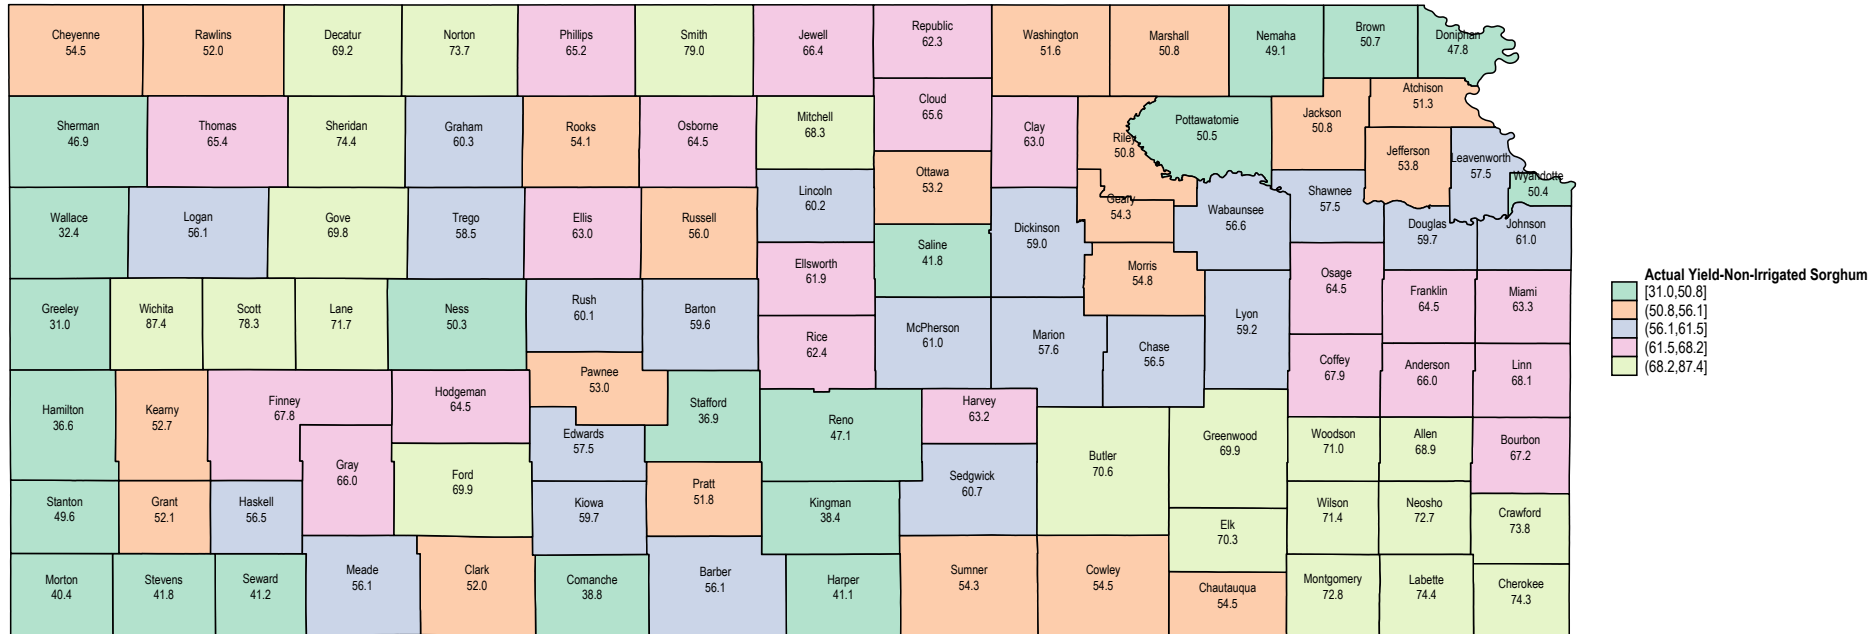 Cheyenne
54.5
Rawlins
52.0
Decatur
69.2
Norton
73.7
Phillips
65.2
Smith
79.0
Jewell
66.4
Republic
62.3
Washington
51.6
Marshall
50.8
Nemaha
49.1
Brown
50.7
Doniphan
47.8
Sherman
46.9
Thomas
65.4
Sheridan
74.4
Graham
60.3
Rooks
54.1
Osborne
64.5
Mitchell
68.3
Cloud
65.6
Clay
63.0
Riley
50.8
Pottawatomie
50.5
Jackson
50.8
Atchison
51.3
Jefferson
53.8
Leavenworth
57.5
Wyandotte
50.4
Wallace
32.4
Logan
56.1
Gove
69.8
Trego
58.5
Ellis
63.0
Russell
56.0
Lincoln
60.2
Ottawa
53.2
Saline
41.8
Dickinson
59.0
Geary
54.3
Wabaunsee
56.6
Shawnee
57.5
Douglas
59.7
Johnson
61.0
Greeley
31.0
Wichita
87.4
Scott
78.3
Lane
71.7
Ness
50.3
Rush
60.1
Barton
59.6
Ellsworth
61.9
Rice
62.4
McPherson
61.0
Marion
57.6
Morris
54.8
Chase
56.5
Lyon
59.2
Osage
64.5
Franklin
64.5
Miami
63.3
Actual Yield-Non-Irrigated Sorghum
[31.0,50.8]
(50.8,56.1]
(56.1,61.5]
(61.5,68.2]
(68.2,87.4]
Hamilton
36.6
Kearny
52.7
Finney
67.8
Hodgeman
64.5
Pawnee
53.0
Stafford
36.9
Edwards
57.5
Reno
47.1
Harvey
63.2
Butler
70.6
Greenwood
69.9
Coffey
67.9
Anderson
66.0
Linn
68.1
Gray
66.0
Ford
69.9
Sedgwick
60.7
Woodson
71.0
Allen
68.9
Bourbon
67.2
Stanton
49.6
Grant
52.1
Haskell
56.5
Kiowa
59.7
Pratt
51.8
Kingman
38.4
Elk
70.3
Wilson
71.4
Neosho
72.7
Crawford
73.8
Morton
40.4
Stevens
41.8
Seward
41.2
Meade
56.1
Clark
52.0
Comanche
38.8
Barber
56.1
Harper
41.1
Sumner
54.3
Cowley
54.5
Chautauqua
54.5
Montgomery
72.8
Labette
74.4
Cherokee
74.3